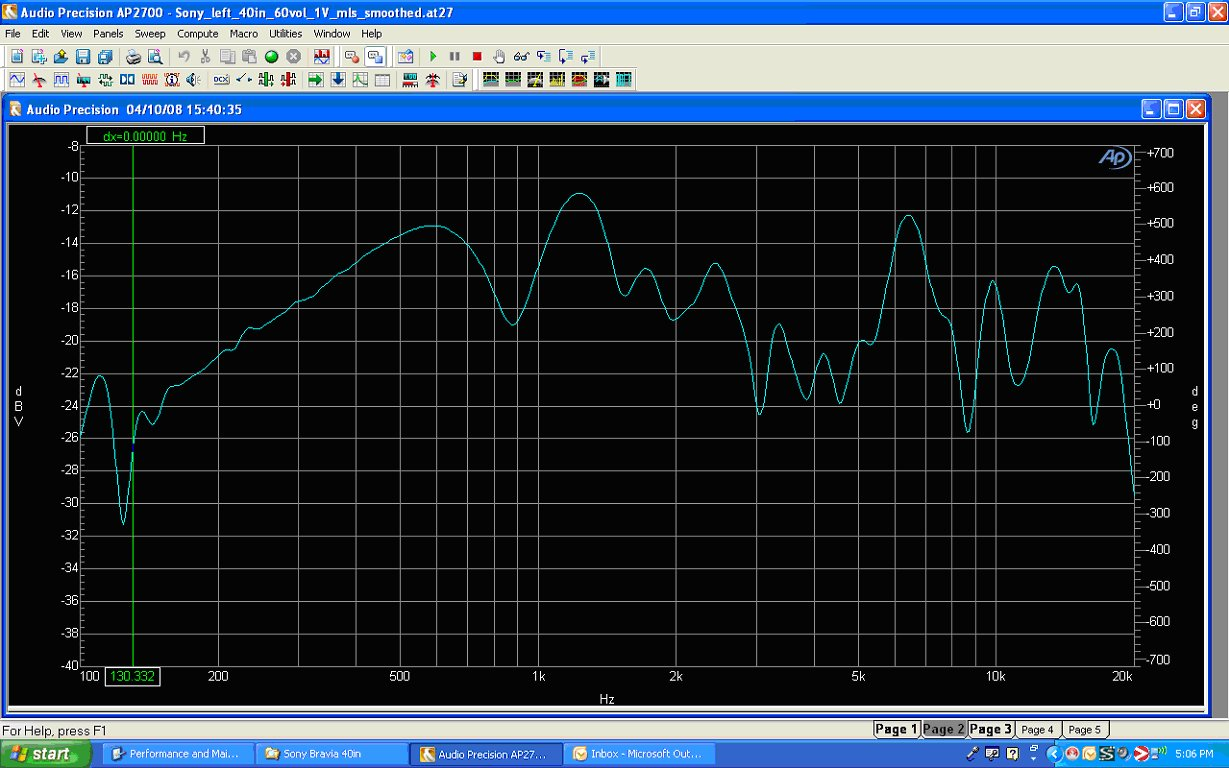 Audio Precision AP2700 - Sony_left_40in_60vol_1V_mls_smoothed.at27
File Edit View Panels Sweep Compute Macro Utilities Window Help
DCX
Audio Precision 04/10/08 15:40:35
dx=0.00000 Hz
Ap
-8
-10
-12
-14
-16
-18
-20
-22
-24
-26
-28
-30
-32
-34
-36
-38
-40
dBV
+700
+600
+500
+400
+300
+200
+100
+0
-100
-200
-300
-400
-500
-600
-700
deg
100 130.332 200 500 1k 2k 5k 10k 20k
Hz
For Help, press F1
Page 1 Page 2 Page 3 Page 4 Page 5
start
Performance and Mai...
Sony Bravia 40in
Audio Precision AP27...
Inbox - Microsoft Out...
5:06 PM